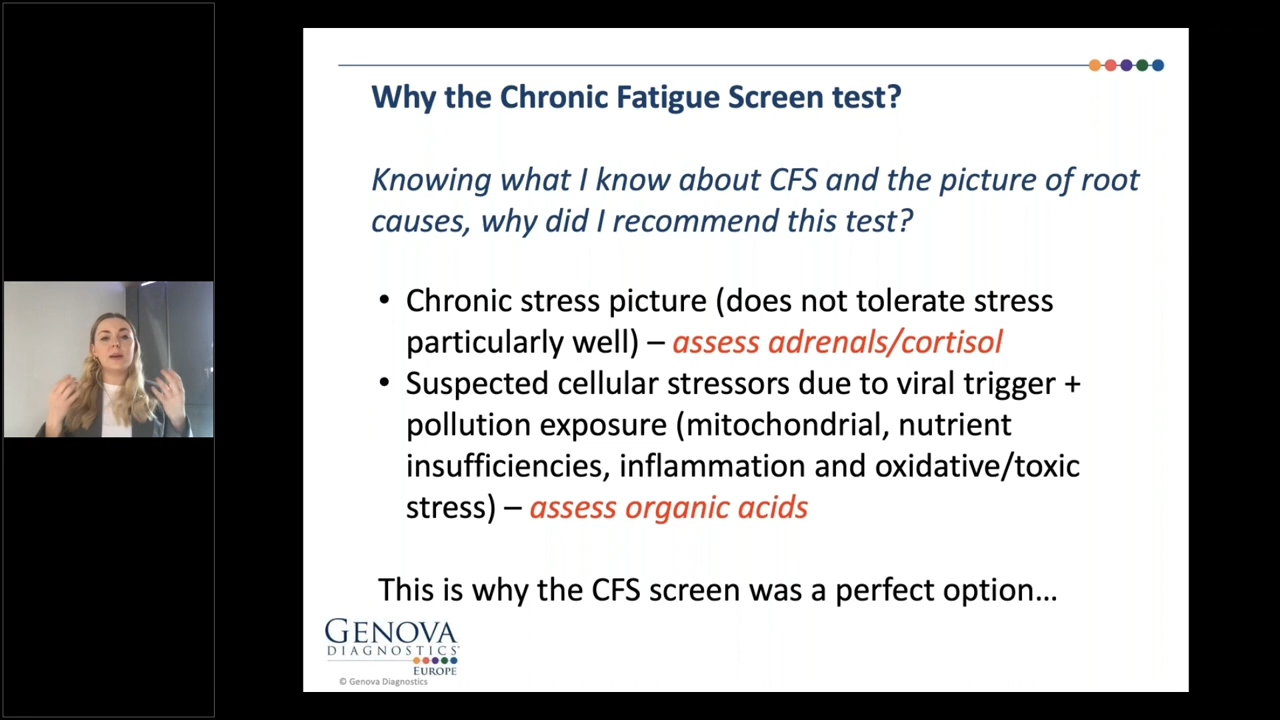 Why the Chronic Fatigue Screen test?
Knowing what I know about CFS and the picture of root
causes, why did I recommend this test?
• Chronic stress picture (does not tolerate stress
particularly well) – assess adrenals/cortisol
• Suspected cellular stressors due to viral trigger +
pollution exposure (mitochondrial, nutrient
insufficiencies, inflammation and oxidative/toxic
stress) – assess organic acids
This is why the CFS screen was a perfect option…
GENOVA
DIAGNOSTICS
EUROPE
© Genova Diagnostics